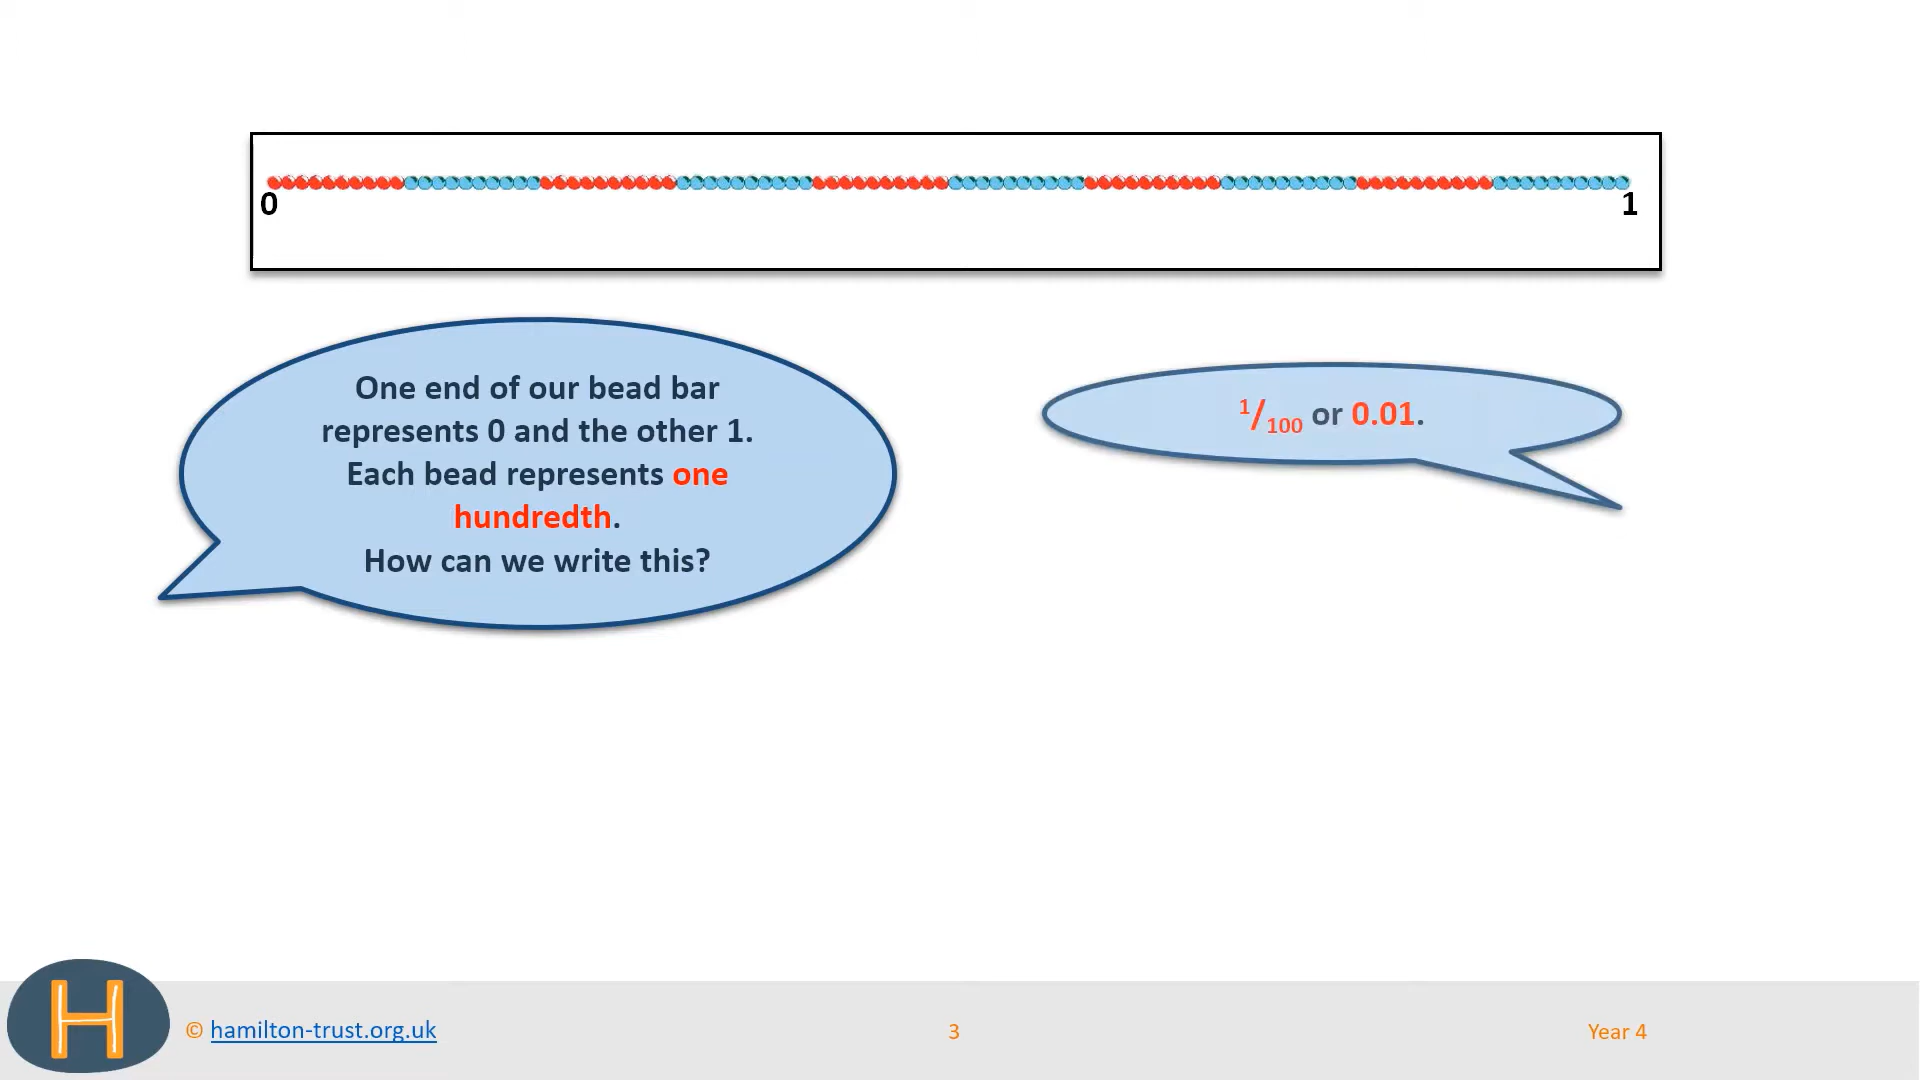 0
1
One end of our bead bar
represents 0 and the other 1.
Each bead represents one
hundredth.
How can we write this?
1/100 or 0.01.
H
© hamilton-trust.org.uk
3
Year 4